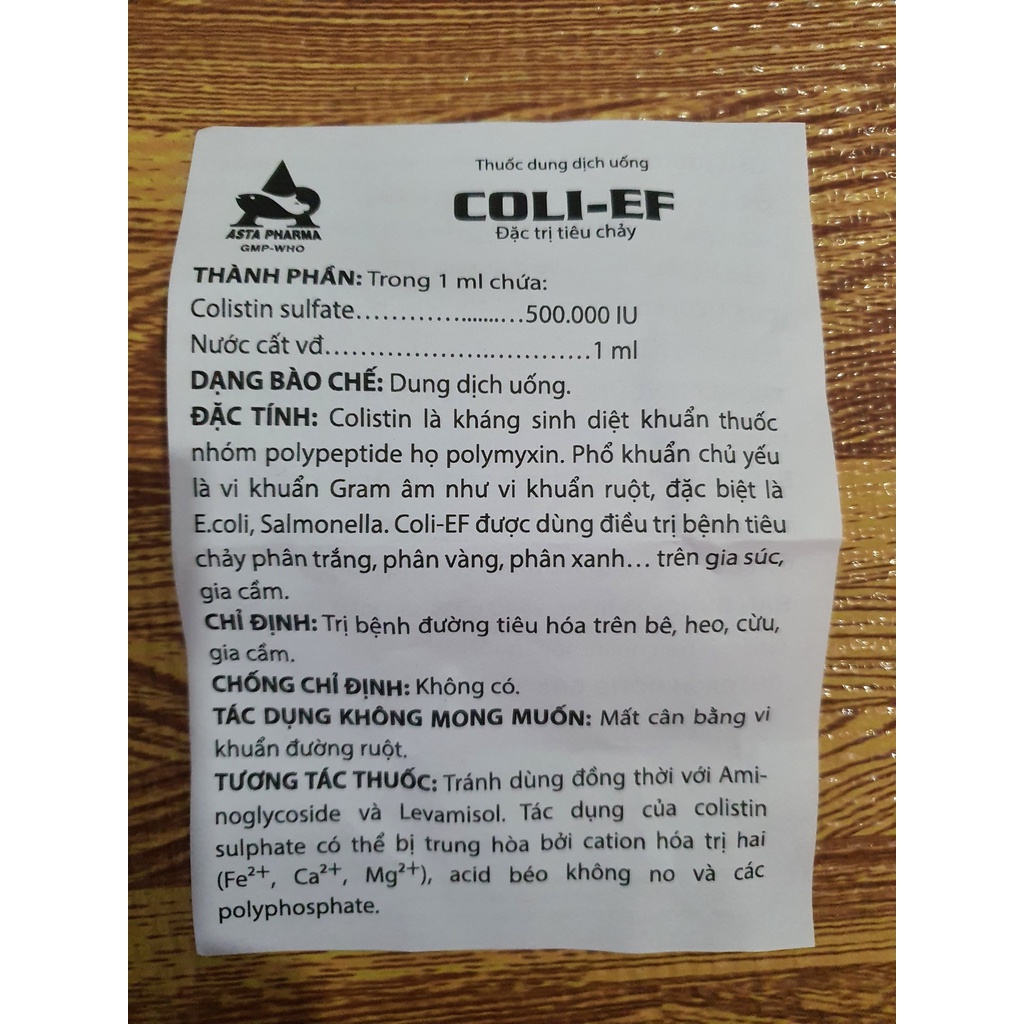 ASTA PHARMA
GMP-WHO
Thuốc dung dịch uống
COLI-EF
Đặc trị tiêu chảy
THÀNH PHẦN: Trong 1 ml chứa:
Colistin sulfate………….......…500.000 IU
Nước cất vđ………………..…………1 ml
DẠNG BÀO CHẾ: Dung dịch uống.
ĐẶC TÍNH: Colistin là kháng sinh diệt khuẩn thuốc
nhóm polypeptide họ polymyxin. Phổ khuẩn chủ yếu
là vi khuẩn Gram âm như vi khuẩn ruột, đặc biệt là
E.coli, Salmonella. Coli-EF được dùng điều trị bệnh tiêu
chảy phân trắng, phân vàng, phân xanh… trên gia súc,
gia cầm.
CHỈ ĐỊNH: Trị bệnh đường tiêu hóa trên bê, heo, cừu,
gia cầm.
CHỐNG CHỈ ĐỊNH: Không có.
TÁC DỤNG KHÔNG MONG MUỐN: Mất cân bằng vi
khuẩn đường ruột.
TƯƠNG TÁC THUỐC: Tránh dùng đồng thời với Ami-
noglycoside và Levamisol. Tác dụng của colistin
sulphate có thể bị trung hòa bởi cation hóa trị hai
(Fe²⁺, Ca²⁺, Mg²⁺), acid béo không no và các
polyphosphate.